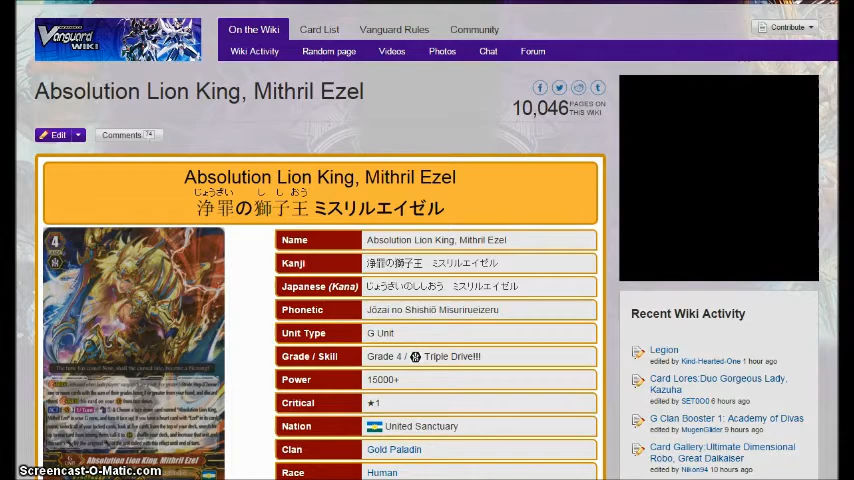 Vanguard
WIKI
On the Wiki
Card List
Vanguard Rules
Community
Contribute
Wiki Activity
Random page
Videos
Photos
Chat
Forum
Absolution Lion King, Mithril Ezel
10,046 PAGES ON THIS WIKI
Edit
Comments 74
Absolution Lion King, Mithril Ezel
じょうざい ししおう
浄罪の獅子王 ミスリルエイゼル
4
Name Absolution Lion King, Mithril Ezel
Kanji 浄罪の獅子王 ミスリルエイゼル
Japanese (Kana) じょうざいのししおう ミスリルエイゼル
Phonetic Jōzai no Shishiō Misurirueizeru
Unit Type G Unit
Grade / Skill Grade 4 / Triple Drive!!!
Power 15000+
Critical ★1
Nation United Sanctuary
Clan Gold Paladin
Race Human
Absolution Lion King, Mithril Ezel
Screencast-O-Matic.com
Recent Wiki Activity
Legion
edited by Kind-Hearted-One 1 hour ago
Card Lores:Duo Gorgeous Lady,
Kazuha
edited by SET000 6 hours ago
G Clan Booster 1: Academy of Divas
edited by MugenGlider 9 hours ago
Card Gallery:Ultimate Dimensional
Robo, Great Daikaiser
edited by Nikon94 10 hours ago